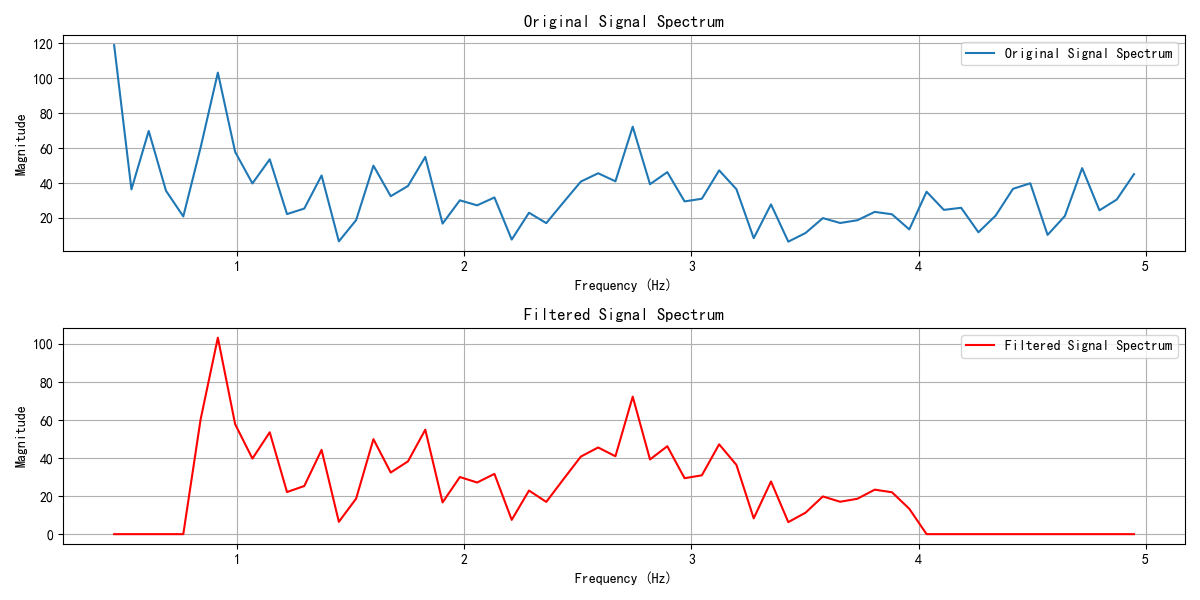 Original Signal Spectrum
Original Signal Spectrum
120
100
80
60
40
20
Magnitude
1 2 3 4 5
Frequency (Hz)
Filtered Signal Spectrum
Filtered Signal Spectrum
100
80
60
40
20
0
Magnitude
1 2 3 4 5
Frequency (Hz)